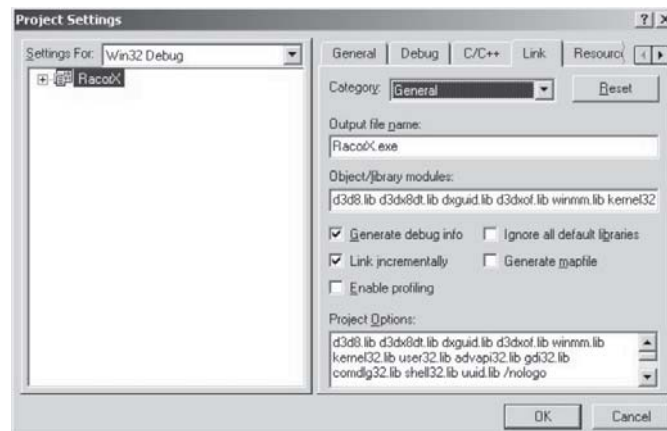 Project Settings
Settings For: Win32 Debug
RacorX
General Debug C/C++ Link Resourc
Category: General Reset
Output file name:
RacorX.exe
Object/library modules:
d3d8.lib d3dx8dt.lib dxguid.lib d3dxof.lib winmm.lib kernel32
Generate debug info Ignore all default libraries
Link incrementally Generate mapfile
Enable profiling
Project Options:
d3d8.lib d3dx8dt.lib dxguid.lib d3dxof.lib winmm.lib
kernel32.lib user32.lib advapi32.lib gdi32.lib
comdlg32.lib shell32.lib uuid.lib /nologo
OK Cancel